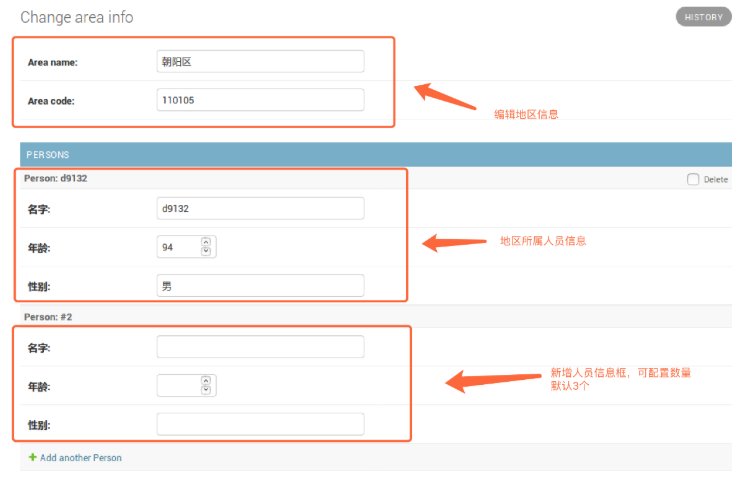 Change area info
HISTORY
Area name:
朝阳区
Area code:
110105
编辑地区信息
PERSONS
Person: d9132
Delete
名字:
d9132
年龄:
94
地区所属人员信息
性别:
男
Person: #2
名字:
年龄:
新增人员信息框，可配置数量
默认3个
性别:
Add another Person